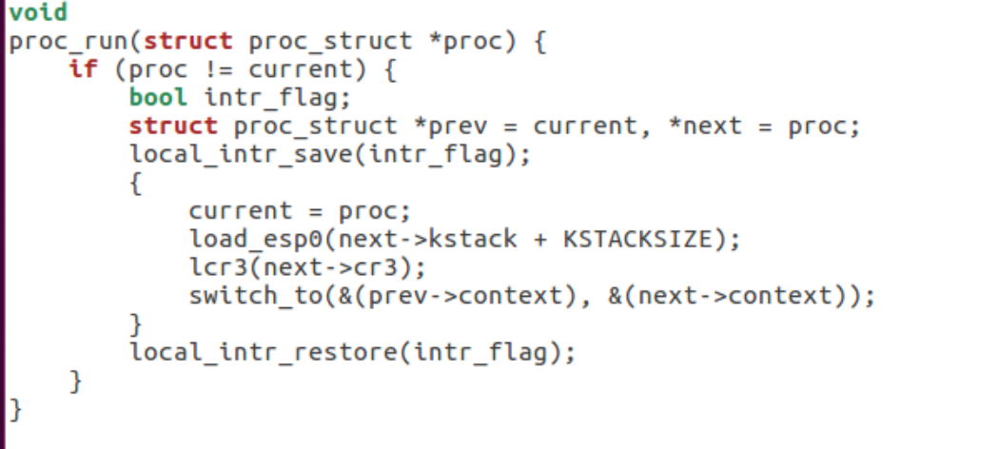 void
proc_run(struct proc_struct *proc) {
    if (proc != current) {
        bool intr_flag;
        struct proc_struct *prev = current, *next = proc;
        local_intr_save(intr_flag);
        {
            current = proc;
            load_esp0(next->kstack + KSTACKSIZE);
            lcr3(next->cr3);
            switch_to(&(prev->context), &(next->context));
        }
        local_intr_restore(intr_flag);
    }
}